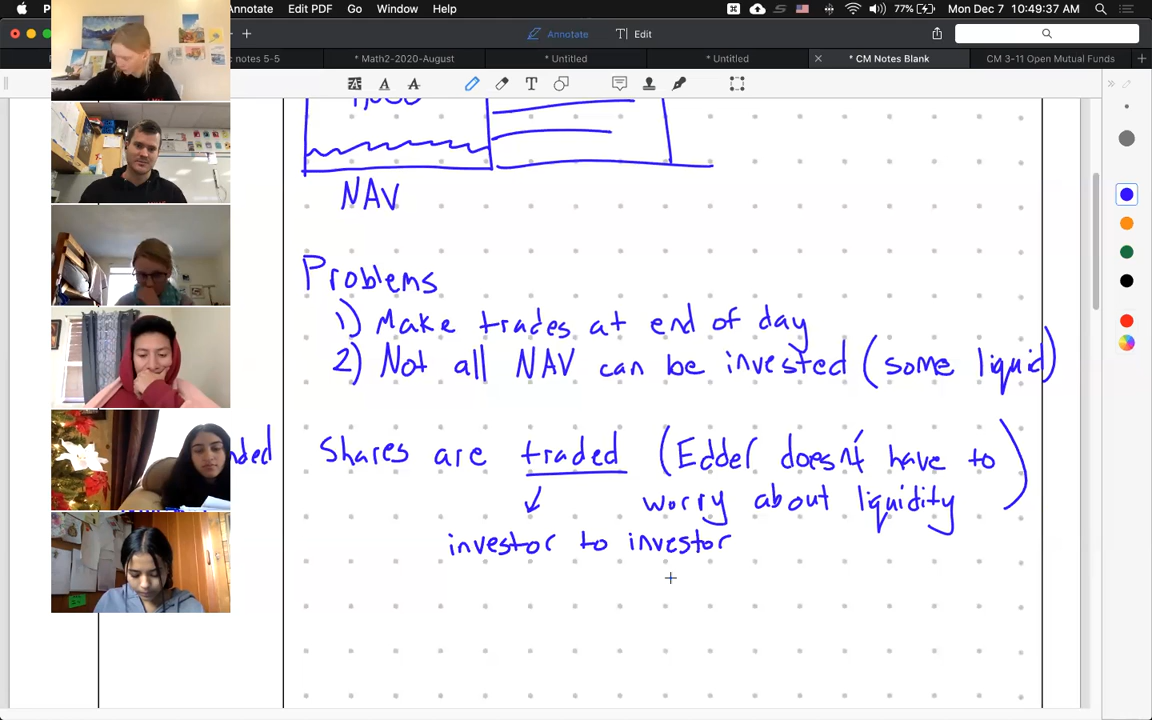 Annotate Edit PDF Go Window Help
77% Mon Dec 7 10:49:37 AM
Annotate Edit
notes 5-5 * Math2-2020-August * Untitled * Untitled * CM Notes Blank CM 3-11 Open Mutual Funds
NAV
Problems
1) Make trades at end of day
2) Not all NAV can be invested (some liquid)
Shares are traded (Edder doesn't have to
worry about liquidity)
investor to investor